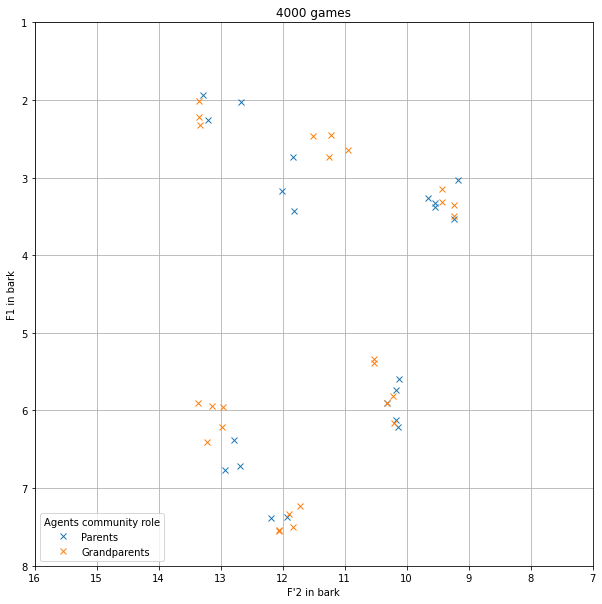 4000 games
1
2
3
4
5
6
7
8
F1 in bark
Agents community role
Parents
Grandparents
16 15 14 13 12 11 10 9 8 7
F'2 in bark